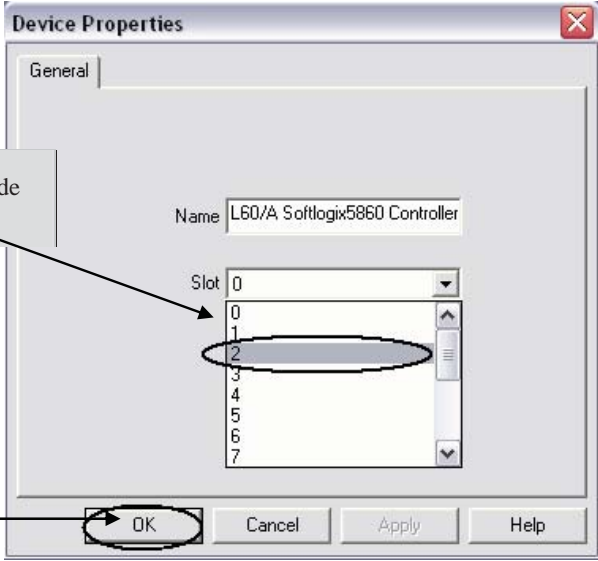 Device Properties
General
de
Name L60/A Softlogix5860 Controller
Slot 0
0
1
2
3
4
5
6
7
OK Cancel Apply Help